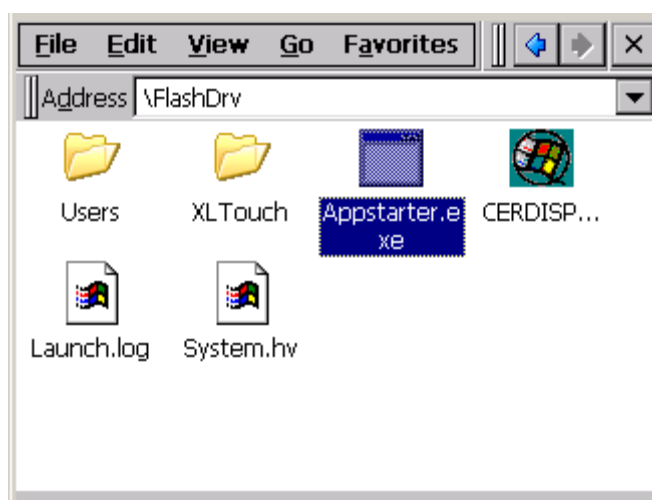 File Edit View Go Favorites
Address \FlashDrv
Users XLTouch Appstarter.e CERDISP...
xe
Launch.log System.hv